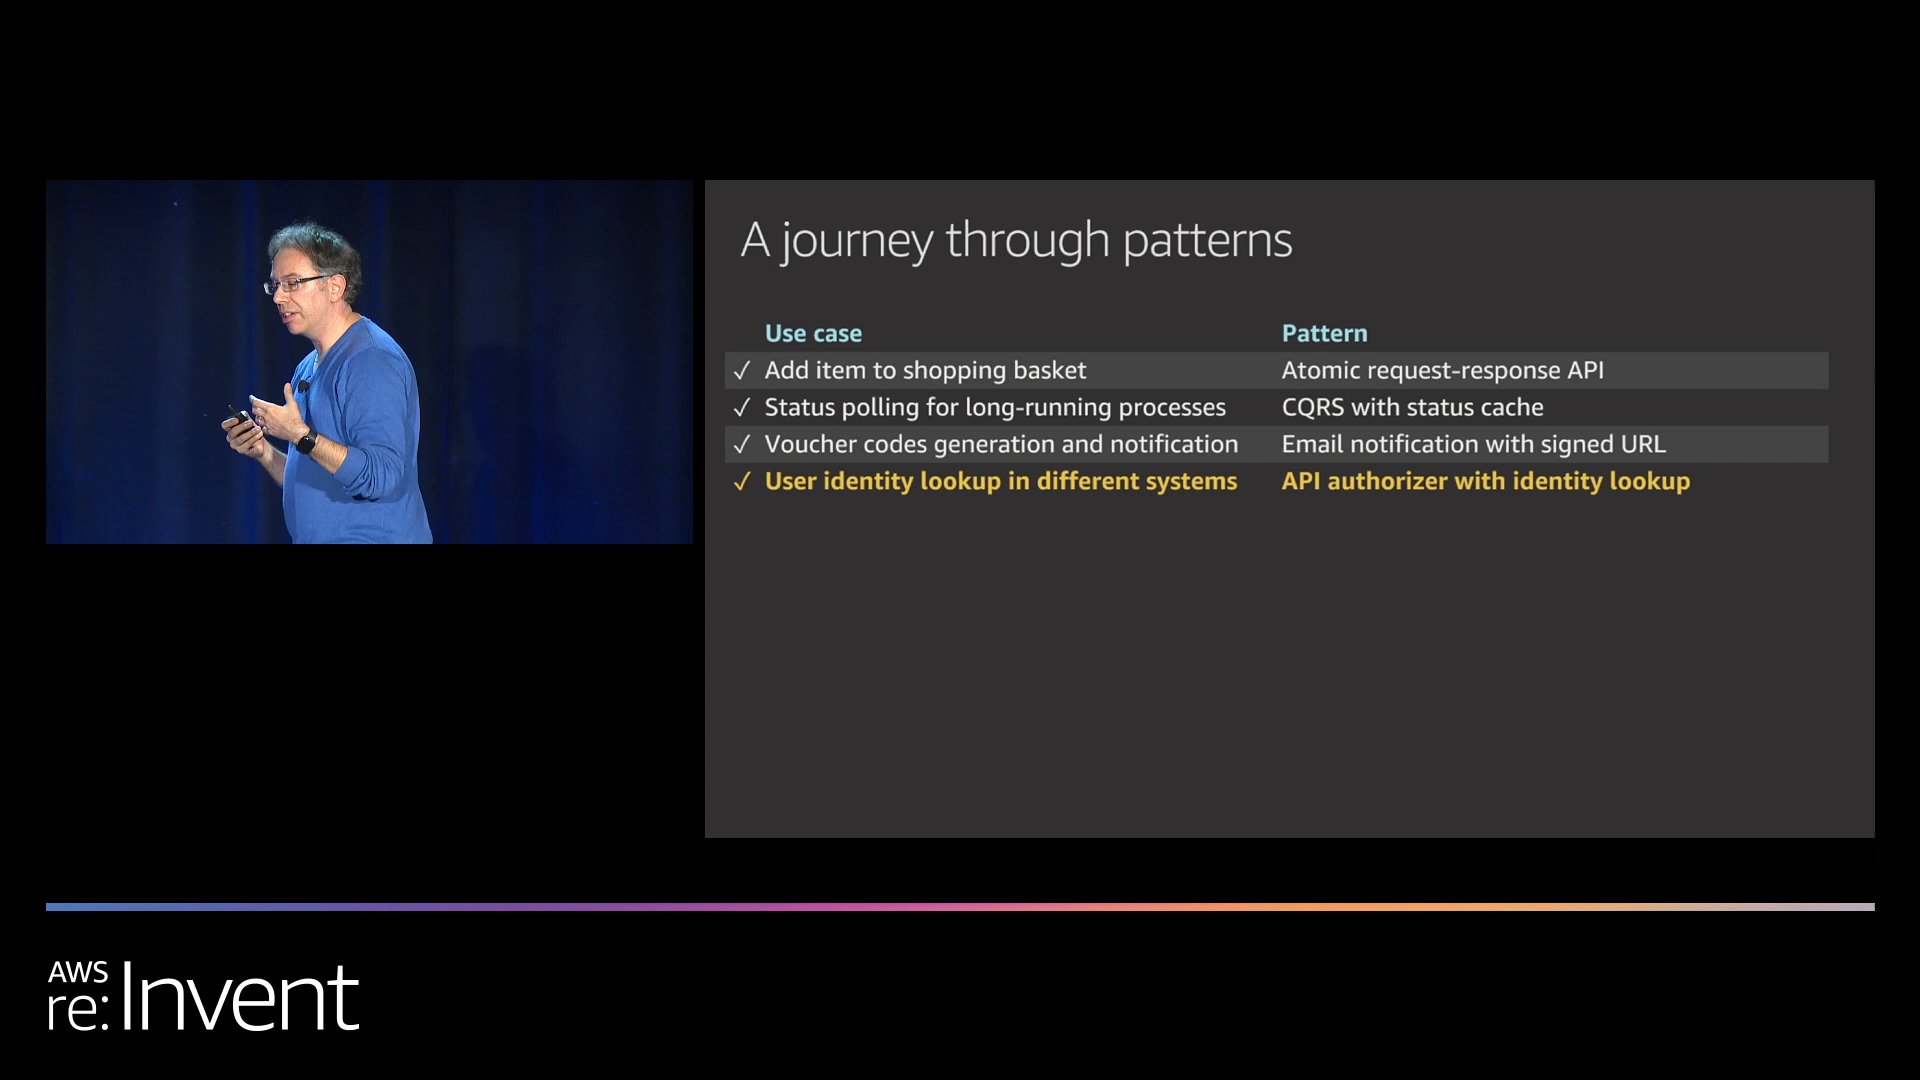 A journey through patterns
Use case Pattern
✓ Add item to shopping basket Atomic request-response API
✓ Status polling for long-running processes CQRS with status cache
✓ Voucher codes generation and notification Email notification with signed URL
✓ User identity lookup in different systems API authorizer with identity lookup
AWS
re:Invent